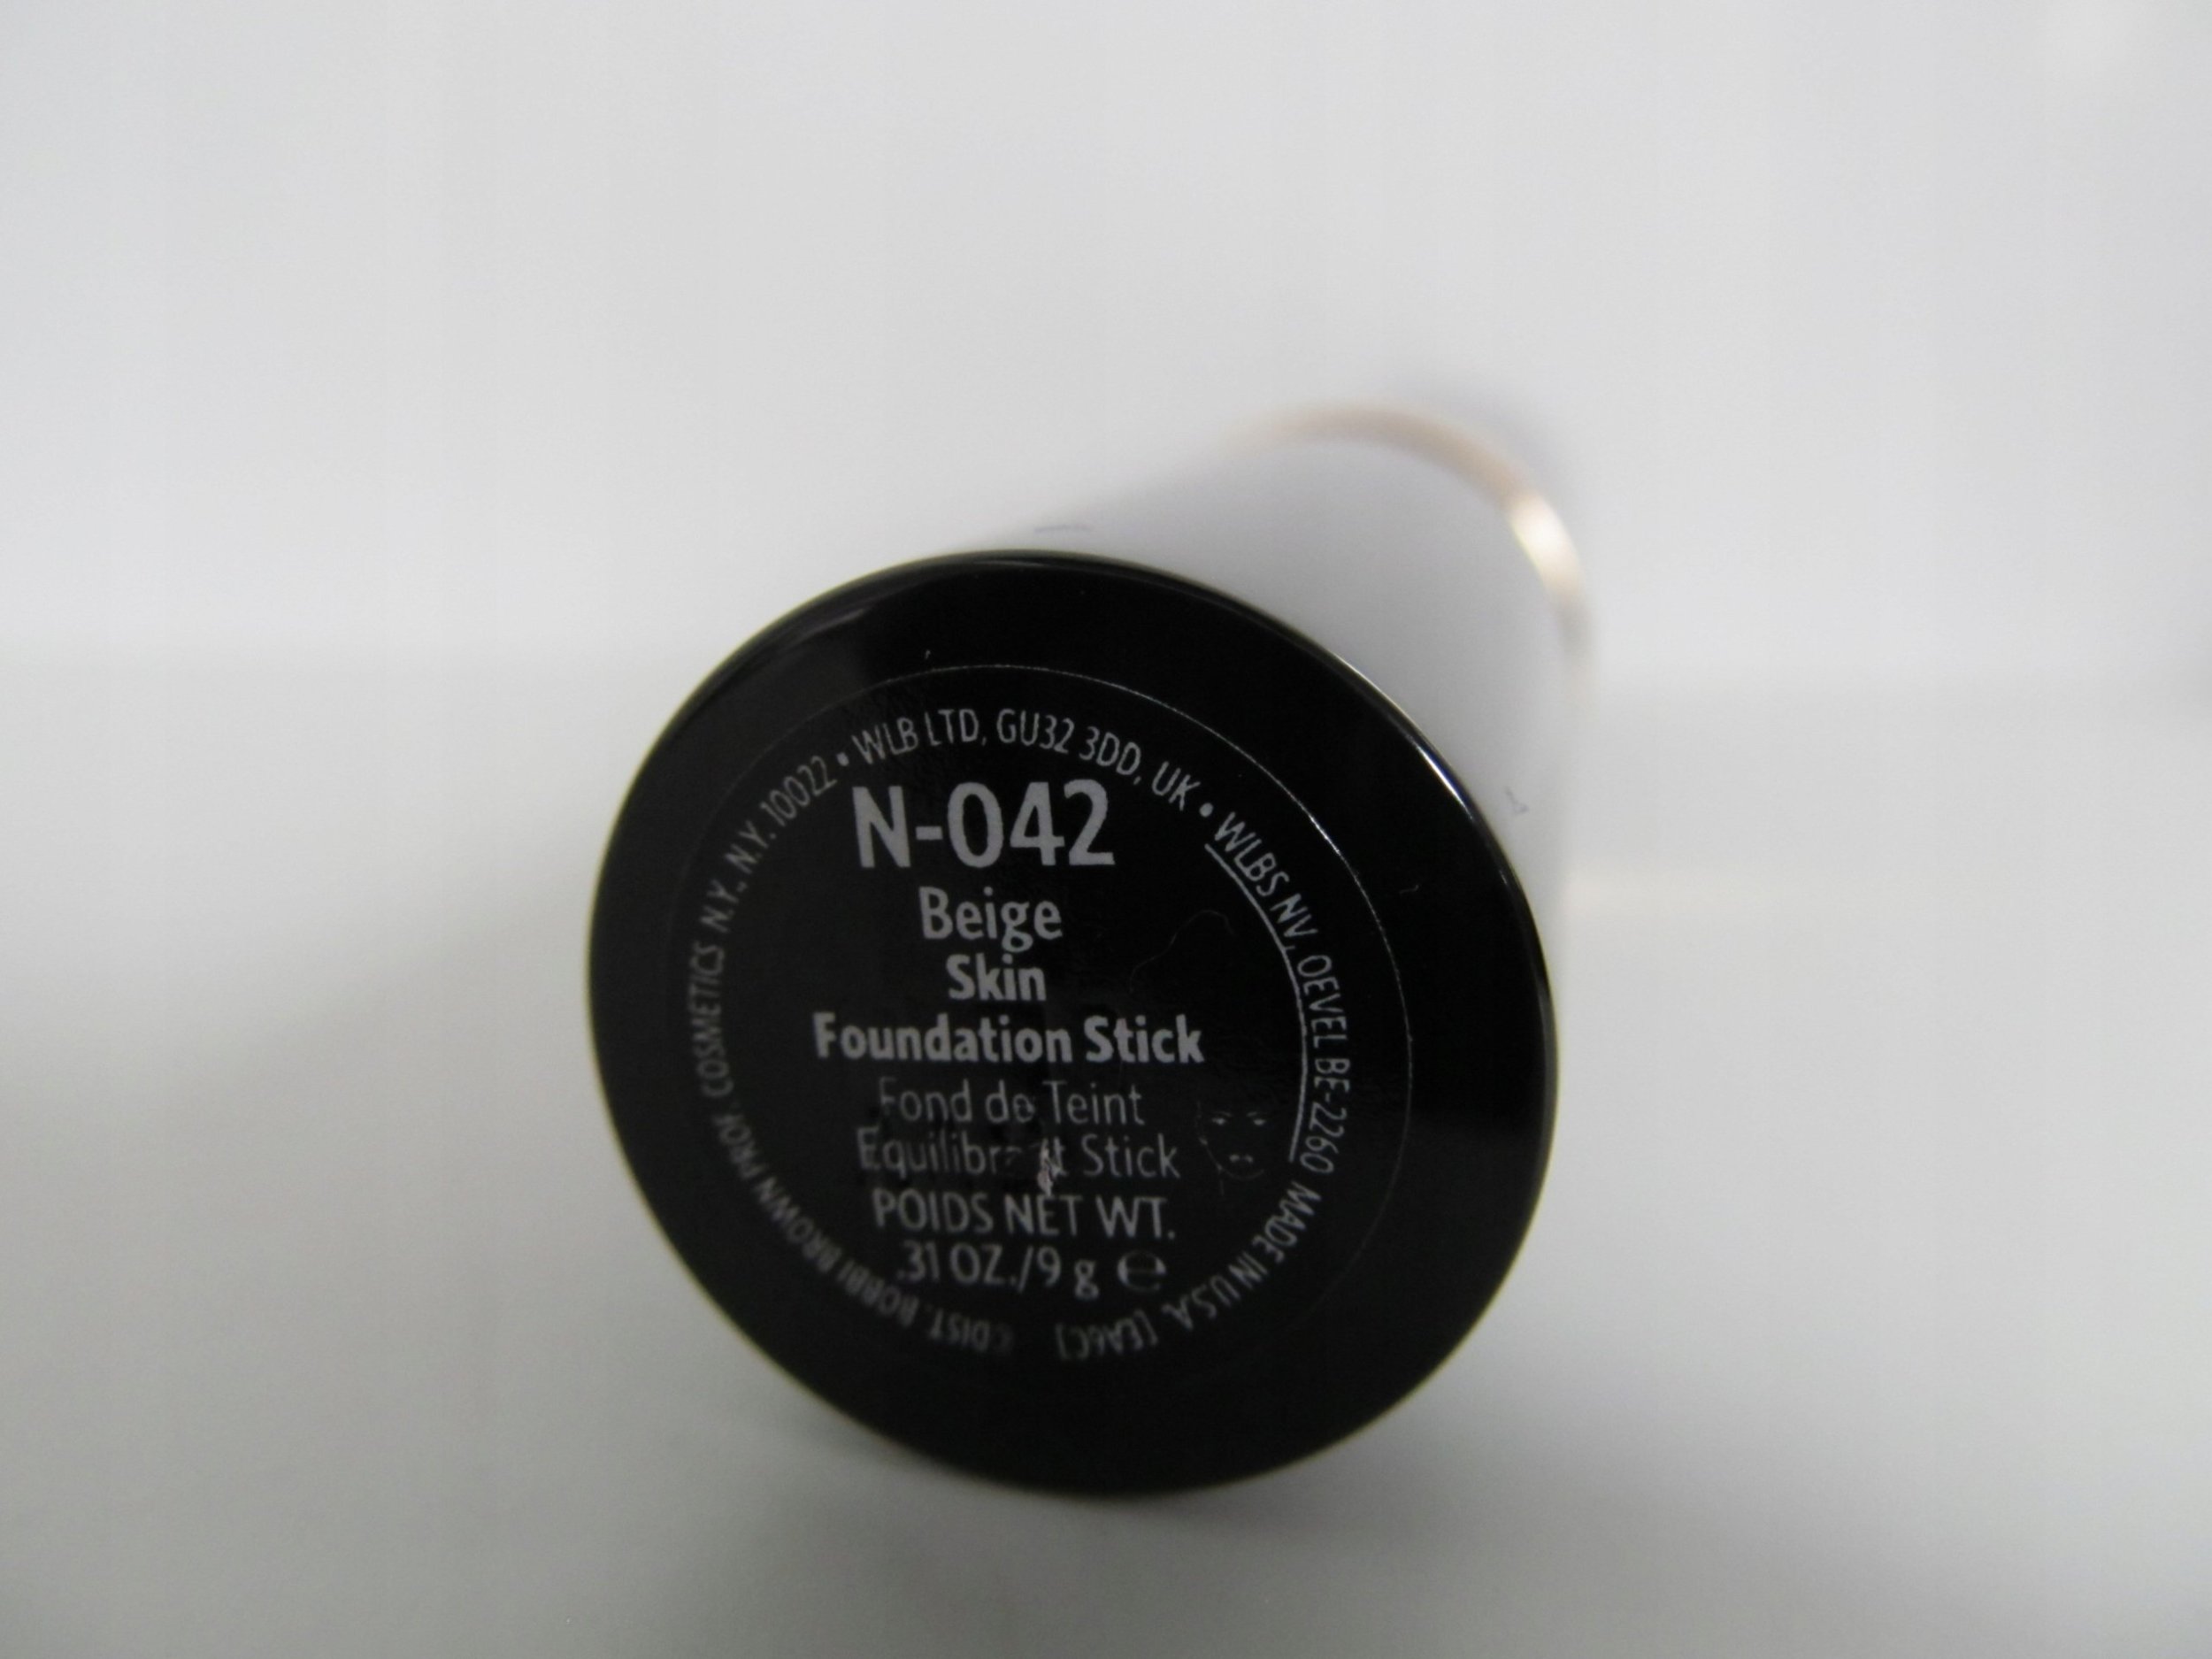 N-042
Beige
Skin
Foundation Stick
Fond de Teint
Equilibrant Stick
POIDS NET WT.
.31 OZ./9 g ℮
DIST. BOBBI BROWN PROF. COSMETICS N.Y., N.Y. 10022 • WLB LTD, GU32 3DD, UK • WLBS NV, OEVEL BE-2260 MADE IN U.S.A. [EA6C]